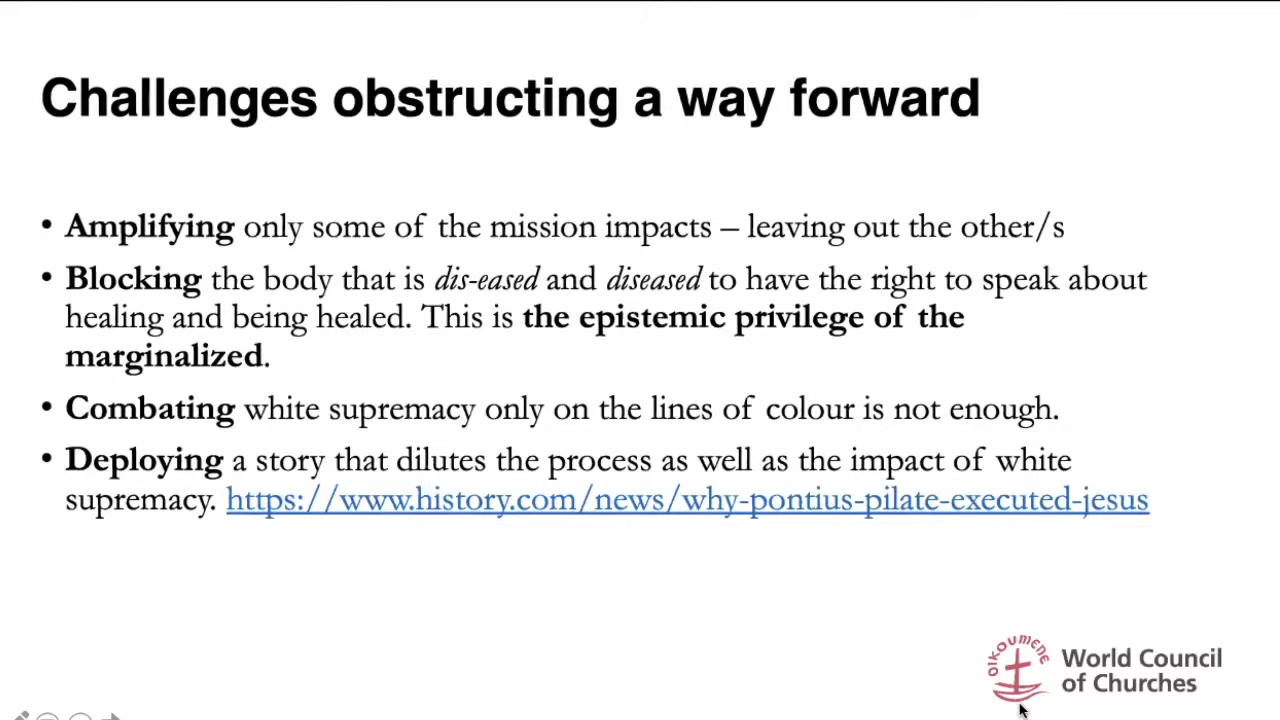 Challenges obstructing a way forward
• Amplifying only some of the mission impacts – leaving out the other/s
• Blocking the body that is dis-eased and diseased to have the right to speak about
healing and being healed. This is the epistemic privilege of the
marginalized.
• Combating white supremacy only on the lines of colour is not enough.
• Deploying a story that dilutes the process as well as the impact of white
supremacy. https://www.history.com/news/why-pontius-pilate-executed-jesus
OIKOUMENE
World Council
of Churches